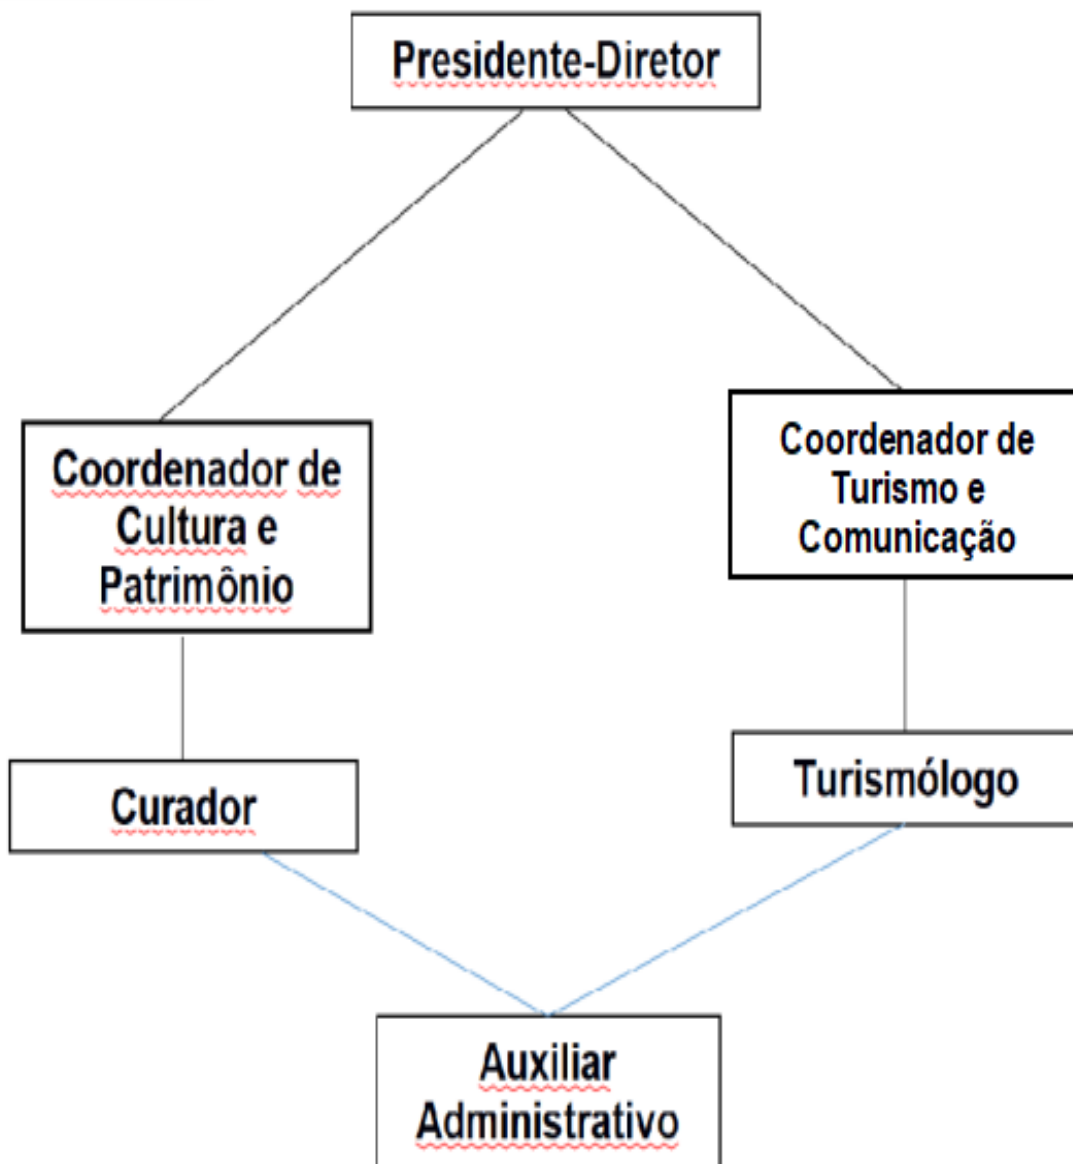 Presidente-Diretor
Coordenador de
Cultura e
Patrimônio
Coordenador de
Turismo e
Comunicação
Curador
Turismólogo
Auxiliar
Administrativo